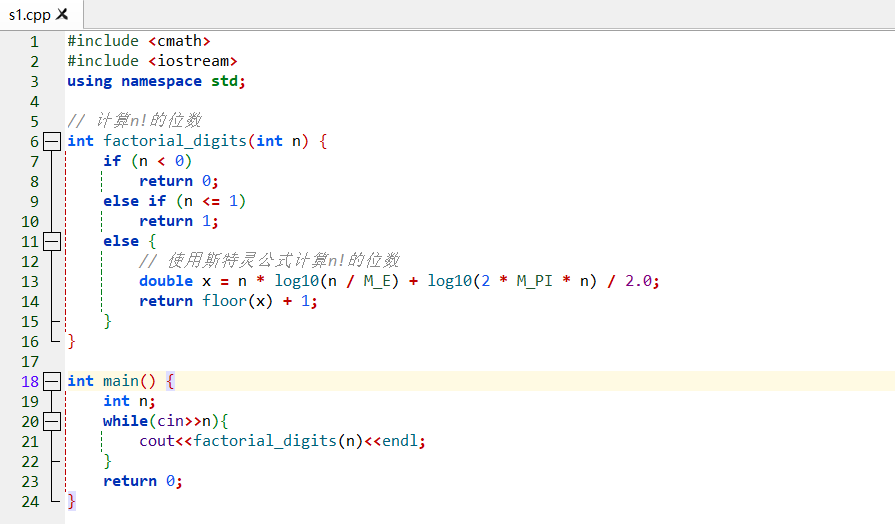 s1.cpp X
1 #include <cmath>
2 #include <iostream>
3 using namespace std;
4
5 // 计算n!的位数
6 int factorial_digits(int n) {
7     if (n < 0)
8         return 0;
9     else if (n <= 1)
10         return 1;
11     else {
12         // 使用斯特灵公式计算n!的位数
13         double x = n * log10(n / M_E) + log10(2 * M_PI * n) / 2.0;
14         return floor(x) + 1;
15     }
16 }
17
18 int main() {
19     int n;
20     while(cin>>n){
21         cout<<factorial_digits(n)<<endl;
22     }
23     return 0;
24 }